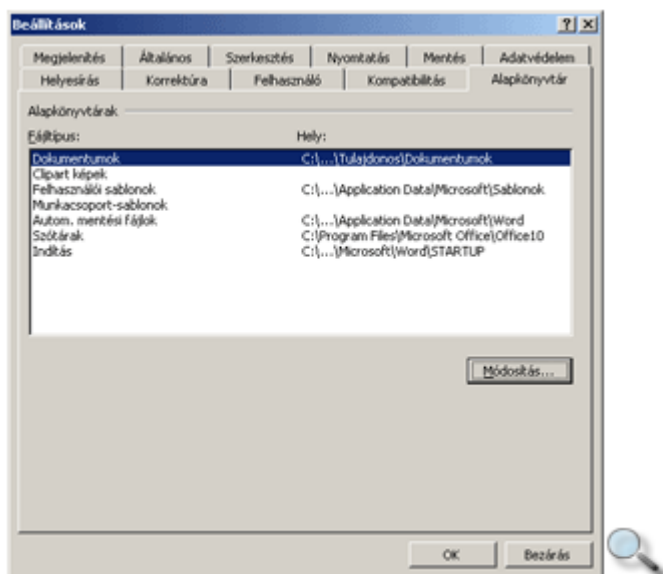 Beállítások
Megjelenítés Általános Szerkesztés Nyomtatás Mentés Adatvédelem
Helyesírás Korrektúra Felhasználó Kompatibilitás Alapkönyvtár
Alapkönyvtárak
Fájltípus: Hely:
Dokumentumok C:\...\Tulajdonos\Dokumentumok
Clipart képek
Felhasználói sablonok C:\...\Application Data\Microsoft\Sablonok
Munkacsoport-sablonok
Autom. mentési fájlok C:\...\Application Data\Microsoft\Word
Szótárak C:\Program Files\Microsoft Office\Office10
Indítás C:\...\Microsoft\Word\STARTUP
Módosítás...
OK Bezárás